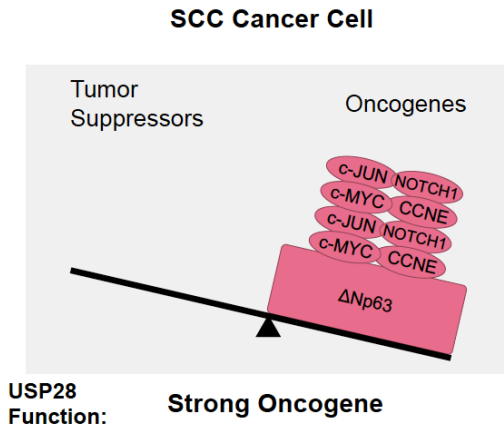 SCC Cancer Cell
Tumor
Suppressors
Oncogenes
c-JUN
NOTCH1
c-MYC
CCNE
c-JUN
NOTCH1
c-MYC
CCNE
ΔNp63
USP28
Function:
Strong Oncogene